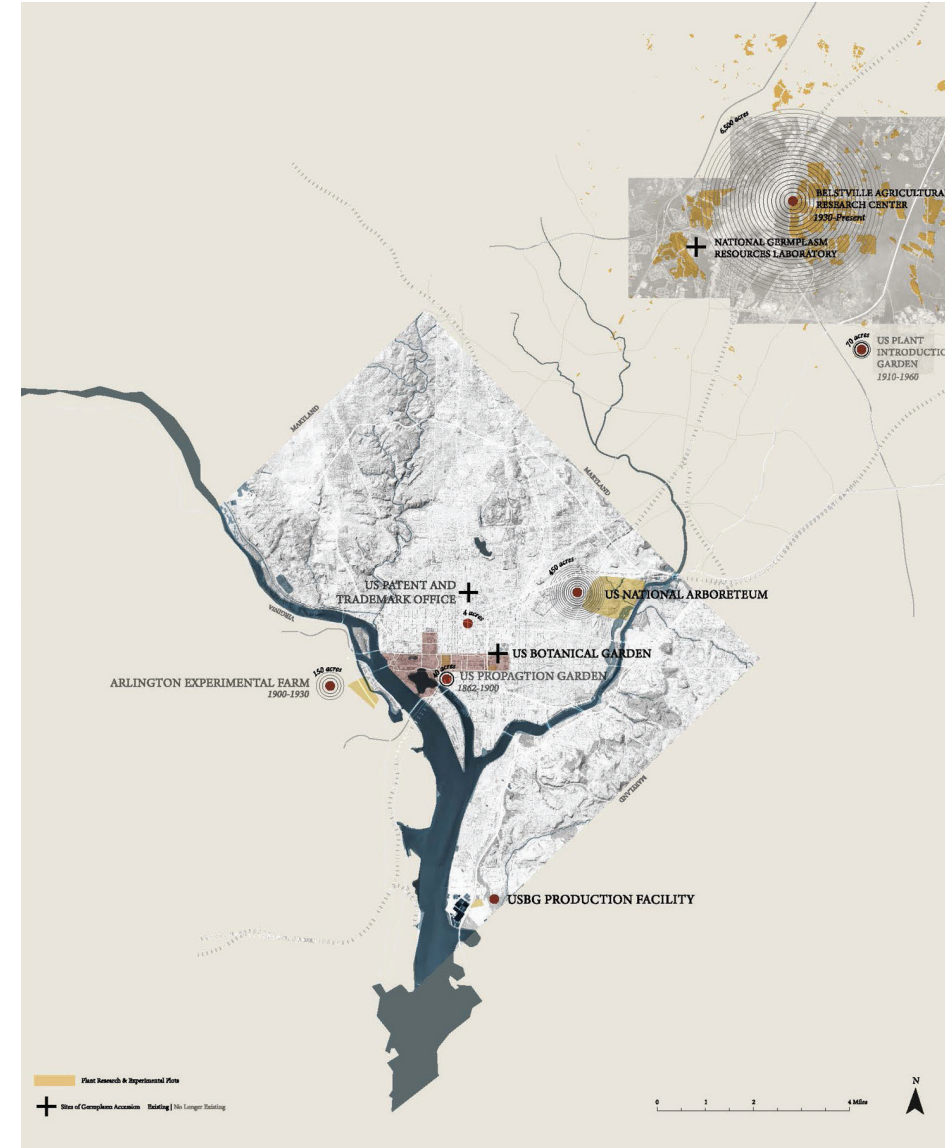 6,500 acres
BELSTVILLE AGRICULTURA
RESEARCH CENTER
1930-Present
NATIONAL GERMPLASM
RESOURCES LABORATORY
70 acres
US PLANT
INTRODUCTIO
GARDEN
1910-1960
MARYLAND
MARYLAND
450 acres
US NATIONAL ARBORETEUM
US PATENT AND
TRADEMARK OFFICE
4 acres
VIRGINIA
US BOTANICAL GARDEN
150 acres
ARLINGTON EXPERIMENTAL FARM
1900-1930
acres
US PROPAGTION GARDEN
1862-1900
MARYLAND
USBG PRODUCTION FACILITY
Plant Research & Experimental Plots
Sites of Germplasm Accession Existing | No Longer Existing
0 1 2 4 Miles
N